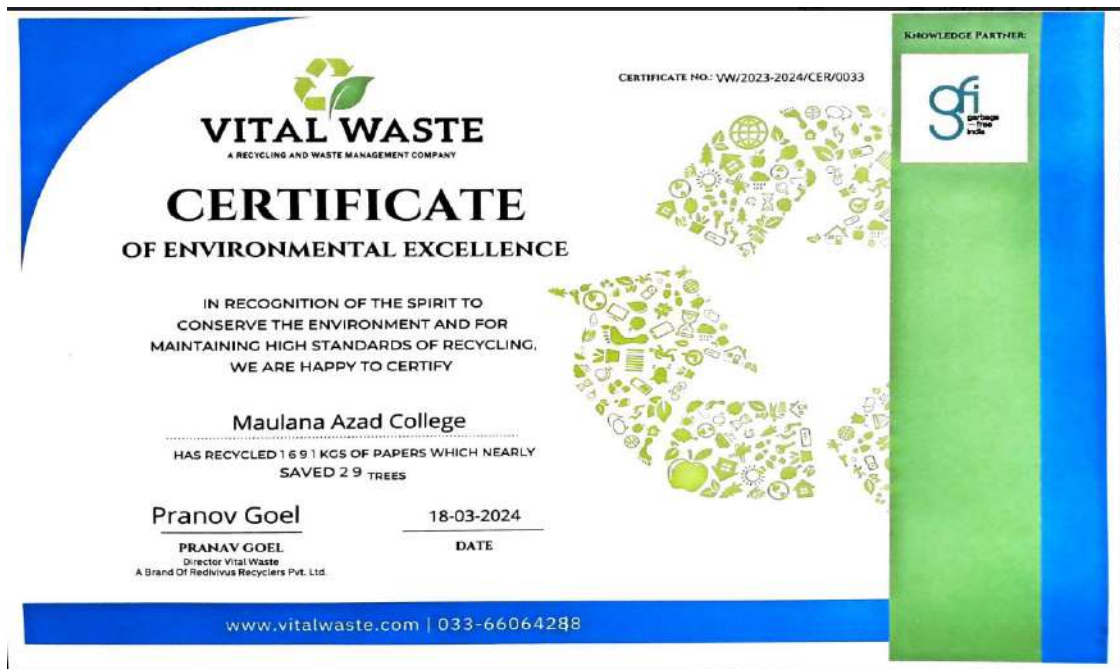 KNOWLEDGE PARTNER:
gfi
garbage
free
india
CERTIFICATE NO.: VW/2023-2024/CER/0033
VITAL WASTE
A RECYCLING AND WASTE MANAGEMENT COMPANY
CERTIFICATE
OF ENVIRONMENTAL EXCELLENCE
IN RECOGNITION OF THE SPIRIT TO
CONSERVE THE ENVIRONMENT AND FOR
MAINTAINING HIGH STANDARDS OF RECYCLING,
WE ARE HAPPY TO CERTIFY
Maulana Azad College
HAS RECYCLED 1691 KGS OF PAPERS WHICH NEARLY
SAVED 29 TREES
Pranov Goel
18-03-2024
PRANAV GOEL
DATE
Director Vital Waste
A Brand Of Redivivus Recyclers Pvt. Ltd.
www.vitalwaste.com | 033-66064288